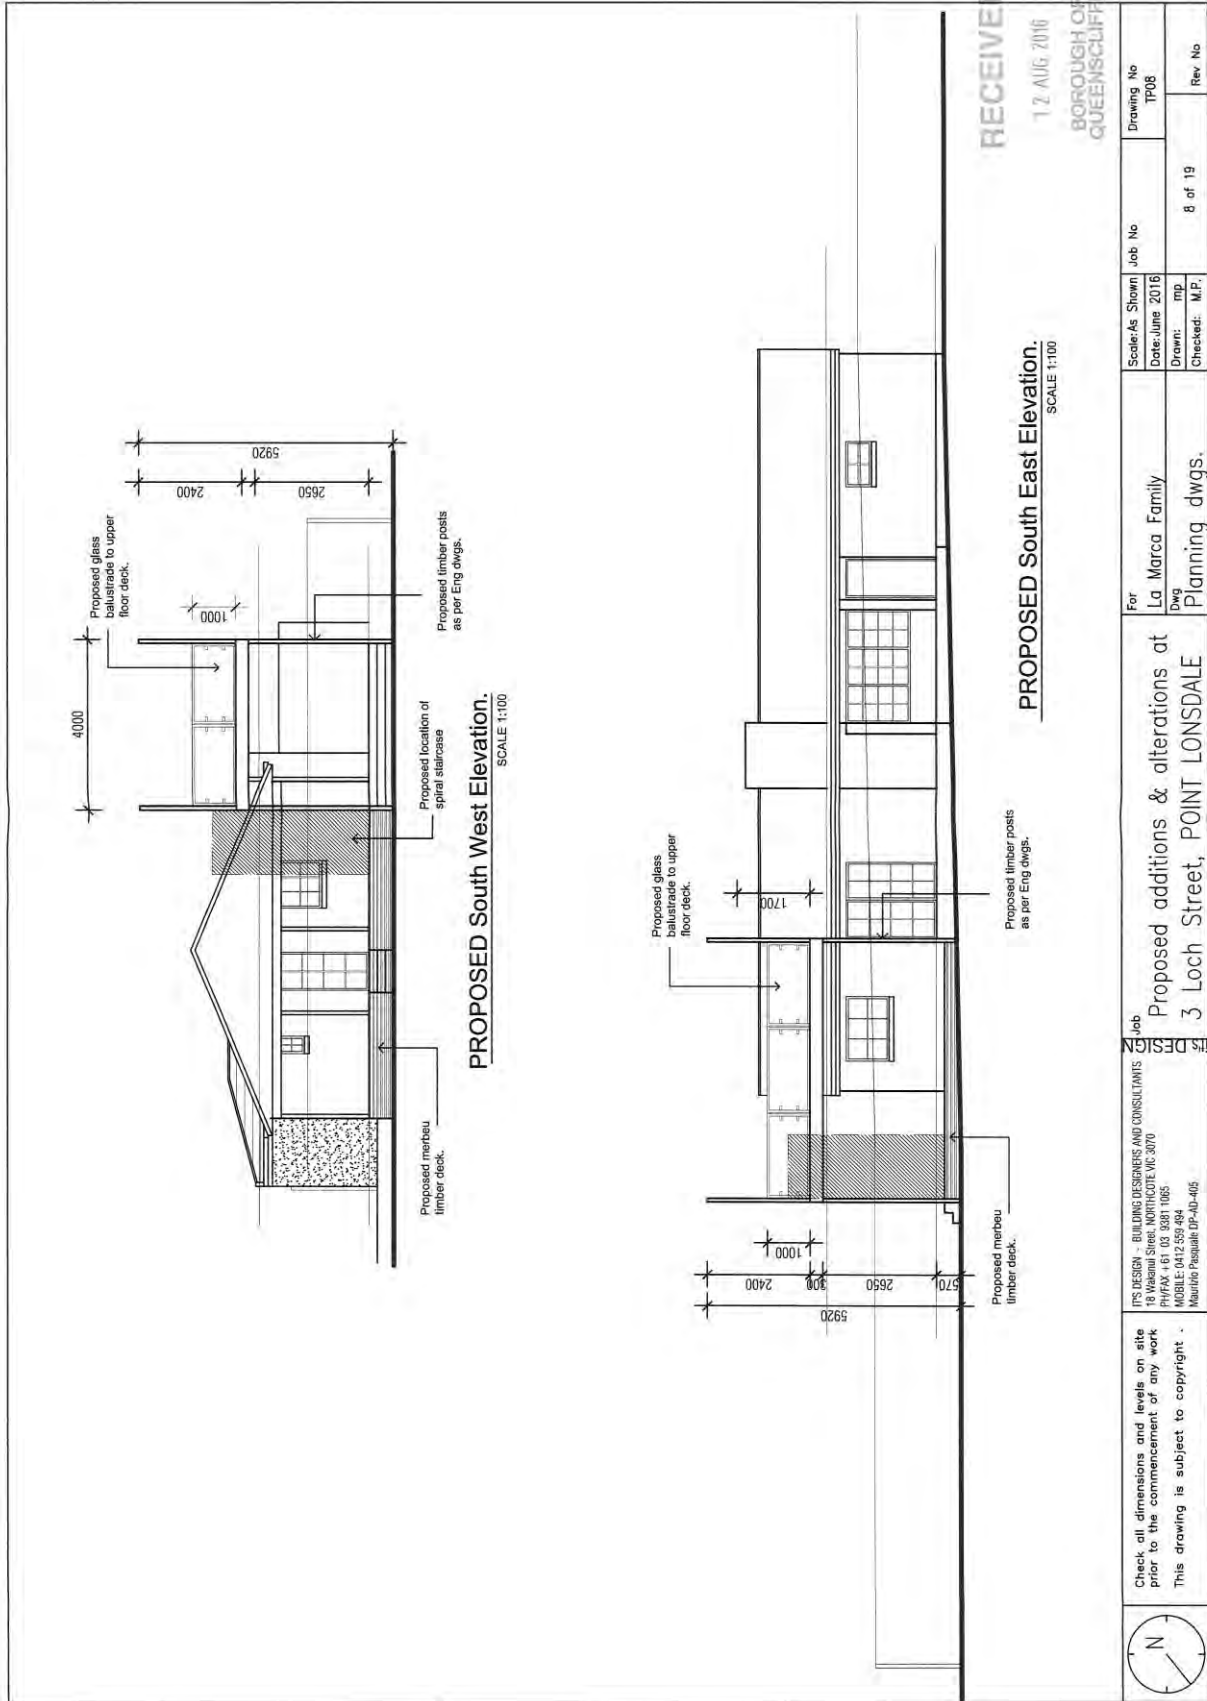 4000
Proposed glass
balustrade to upper
floor deck.
1000
2400
2650
5920
Proposed merbeu
timber deck.
Proposed location of
spiral staircase
Proposed timber posts
as per Eng dwgs.
PROPOSED South West Elevation.
SCALE 1:100
Proposed glass
balustrade to upper
floor deck.
1700
1000
2400
300
2650
570
5920
Proposed merbeu
timber deck.
Proposed timber posts
as per Eng dwgs.
PROPOSED South East Elevation.
SCALE 1:100
RECEIVE
12 AUG 2016
BOROUGH OF
QUEENSCLIFF
N
Check all dimensions and levels on site
prior to the commencement of any work
This drawing is subject to copyright .
IT'S DESIGN - BUILDING DESIGNERS AND CONSULTANTS
18 Wakanui Street, NORTHCOTE VIC 3070
PH/FAX + 61 03 9381 1065
MOBILE: 0412 559 494
Maurizio Pasquale DP-AD-405
it's DESIGN
Job
Proposed additions & alterations at
3 Loch Street, POINT LONSDALE
For
La Marca Family
Dwg
Planning dwgs.
Scale: As Shown
Date: June 2016
Drawn: mp
Checked: M.P.
Job No
8 of 19
Drawing No
TP08
Rev No